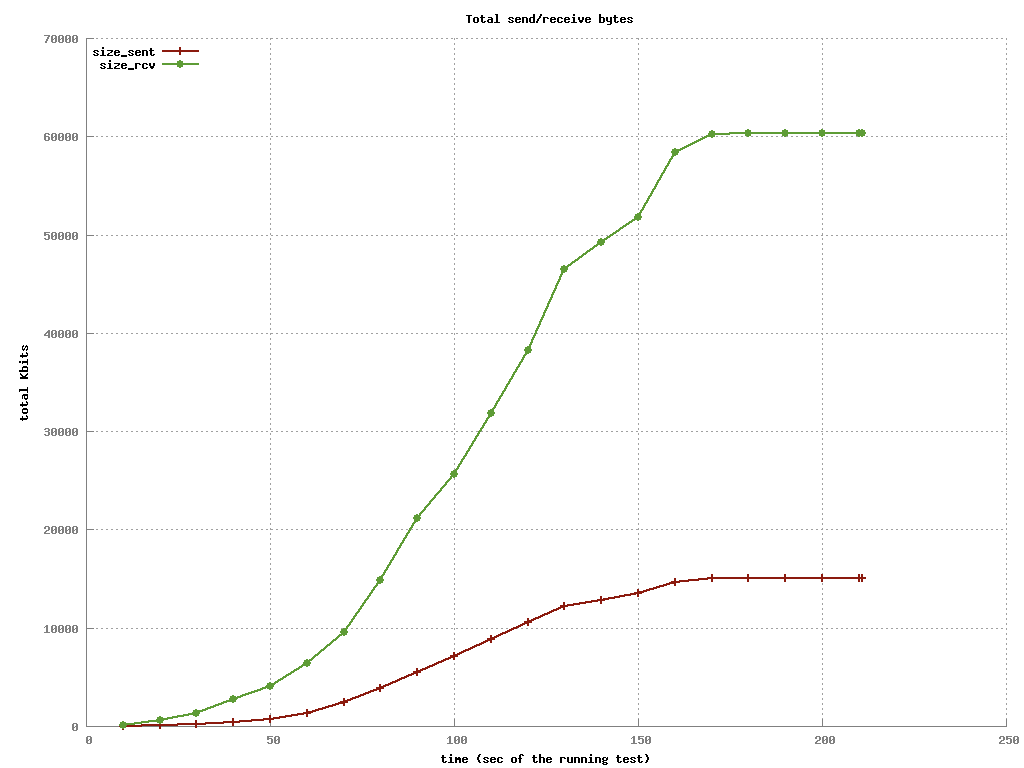 Total send/receive bytes
70000
size_sent
size_rcv
60000
50000
40000
total Kbits
30000
20000
10000
0
0 50 100 150 200 250
time (sec of the running test)